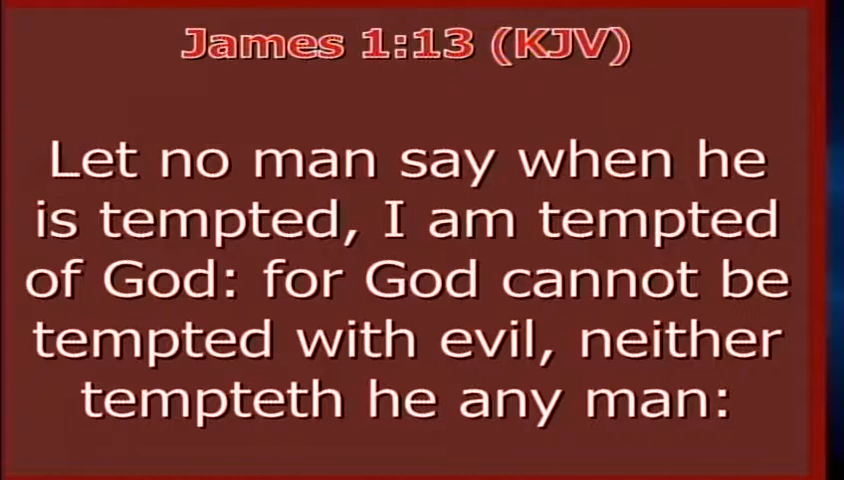 James 1:13 (KJV)
Let no man say when he
is tempted, I am tempted
of God: for God cannot be
tempted with evil, neither
tempteth he any man: